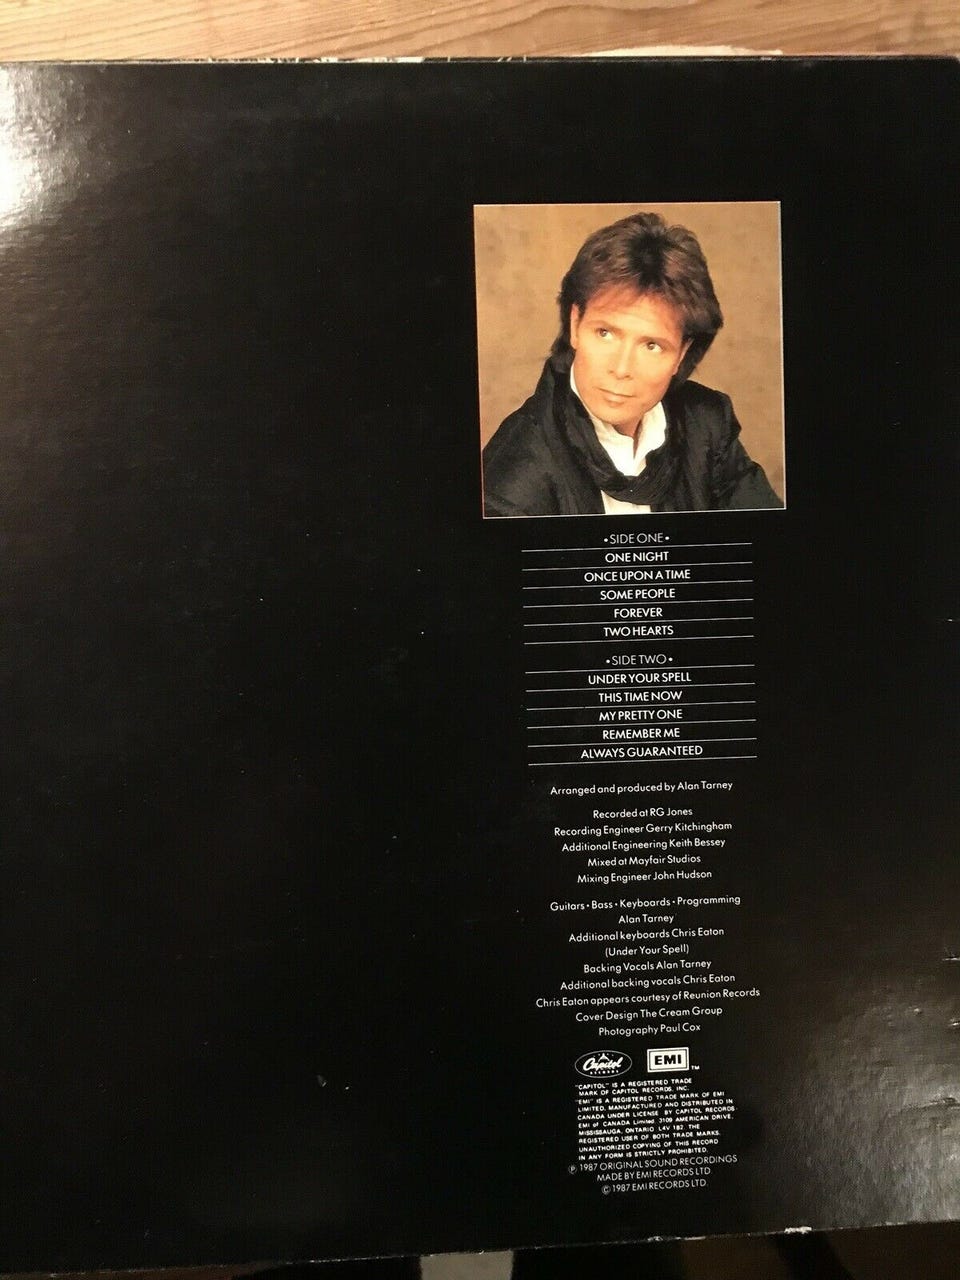 •SIDE ONE•
ONE NIGHT
ONCE UPON A TIME
SOME PEOPLE
FOREVER
TWO HEARTS
•SIDE TWO•
UNDER YOUR SPELL
THIS TIME NOW
MY PRETTY ONE
REMEMBER ME
ALWAYS GUARANTEED
Arranged and produced by Alan Tarney
Recorded at RG Jones
Recording Engineer Gerry Kitchingham
Additional Engineering Keith Bessey
Mixed at Mayfair Studios
Mixing Engineer John Hudson
Guitars • Bass • Keyboards • Programming
Alan Tarney
Additional keyboards Chris Eaton
(Under Your Spell)
Backing Vocals Alan Tarney
Additional backing vocals Chris Eaton
Chris Eaton appears courtesy of Reunion Records
Cover Design The Cream Group
Photography Paul Cox
Capitol RECORDS EMI TM
"CAPITOL" IS A REGISTERED TRADE
MARK OF CAPITOL RECORDS, INC.
"EMI" IS A REGISTERED TRADE MARK OF EMI
LIMITED. MANUFACTURED AND DISTRIBUTED IN
CANADA UNDER LICENSE BY CAPITOL RECORDS-
EMI of CANADA Limited. 3109 AMERICAN DRIVE,
MISSISSAUGA, ONTARIO L4V 1B2. THE
REGISTERED USER OF BOTH TRADE MARKS.
UNAUTHORIZED COPYING OF THIS RECORD
IN ANY FORM IS STRICTLY PROHIBITED.
℗ 1987 ORIGINAL SOUND RECORDINGS
MADE BY EMI RECORDS LTD.
© 1987 EMI RECORDS LTD.